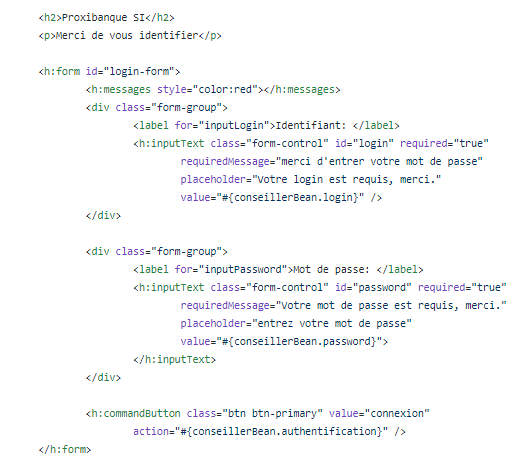 <h2>Proxibanque SI</h2>
<p>Merci de vous identifier</p>
<h:form id="login-form">
<h:messages style="color:red"></h:messages>
<div class="form-group">
<label for="inputLogin">Identifiant: </label>
<h:inputText class="form-control" id="login" required="true"
requiredMessage="merci d'entrer votre mot de passe"
placeholder="Votre login est requis, merci."
value="#{conseillerBean.login}" />
</div>
<div class="form-group">
<label for="inputPassword">Mot de passe: </label>
<h:inputText class="form-control" id="password" required="true"
requiredMessage="Votre mot de passe est requis, merci."
placeholder="entrez votre mot de passe"
value="#{conseillerBean.password}">
</h:inputText>
</div>
<h:commandButton class="btn btn-primary" value="connexion"
action="#{conseillerBean.authentification}" />
</h:form>